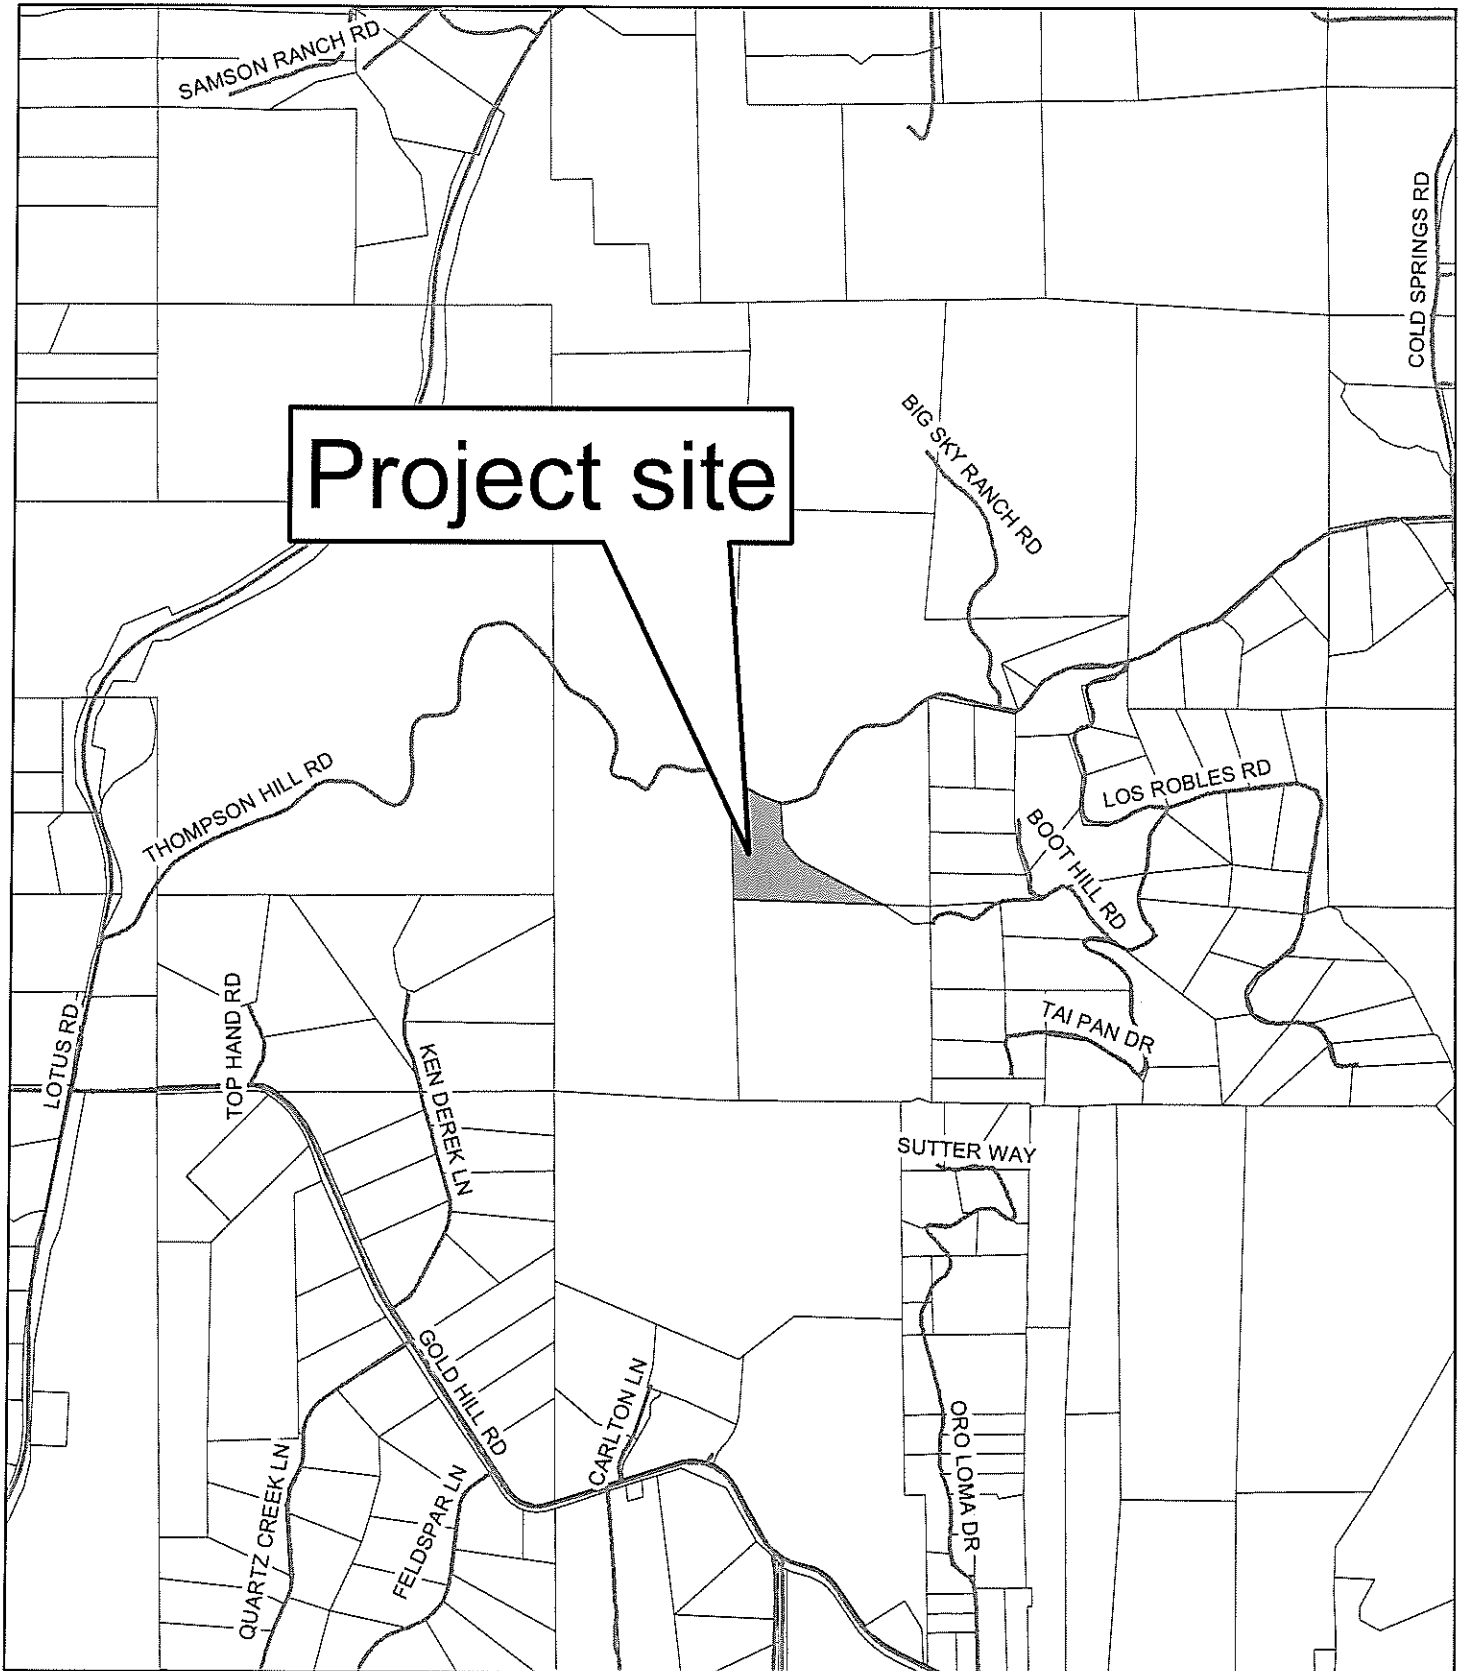 SAMSON RANCH RD
COLD SPRINGS RD
BIG SKY RANCH RD
Project site
THOMPSON HILL RD
LOS ROBLES RD
BOOT HILL RD
LOTUS RD
TOP HAND RD
KEN DEREK LN
TAI PAN DR
SUTTER WAY
GOLD HILL RD
CARLTON LN
ORO LOMA DR
QUARTZ CREEK LN
FELDSPAR LN